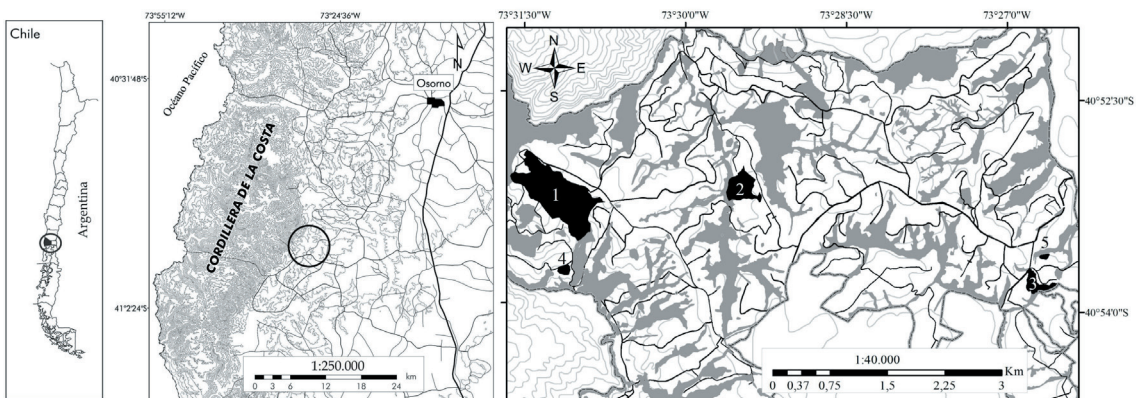 Chile
Argentina
73°55'12"W
73°24'36"W
40°31'48"S
41°2'24"S
Océano Pacífico
CORDILLERA DE LA COSTA
N
Osorno
1:250.000
km
0 3 6 12 18 24
73°31'30"W
73°30'0"W
73°28'30"W
73°27'0"W
40°52'30"S
40°54'0"S
N
W E
S
1
2
3
4
5
1:40.000
Km
0 0,37 0,75 1,5 2,25 3